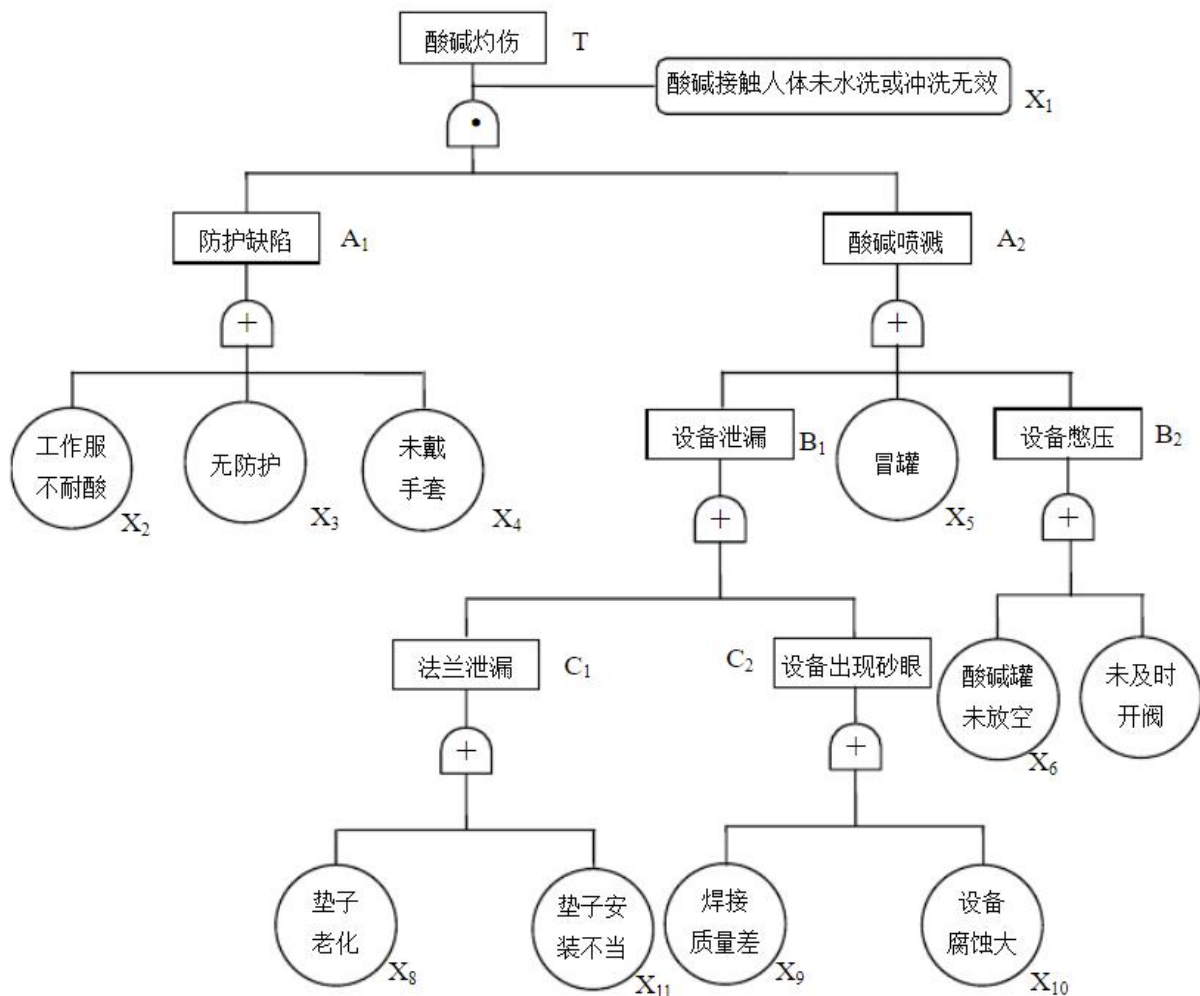 酸碱灼伤 T
酸碱接触人体未水洗或冲洗无效 X₁
•
防护缺陷 A₁
酸碱喷溅 A₂
+
+
工作服
不耐酸
X₂
无防护
X₃
未戴
手套
X₄
设备泄漏 B₁
冒罐
X₅
设备憋压 B₂
+
+
法兰泄漏 C₁
C₂ 设备出现砂眼
酸碱罐
未放空
X₆
未及时
开阀
+
+
垫子
老化
X₈
垫子安
装不当
X₁₁
焊接
质量差
X₉
设备
腐蚀大
X₁₀